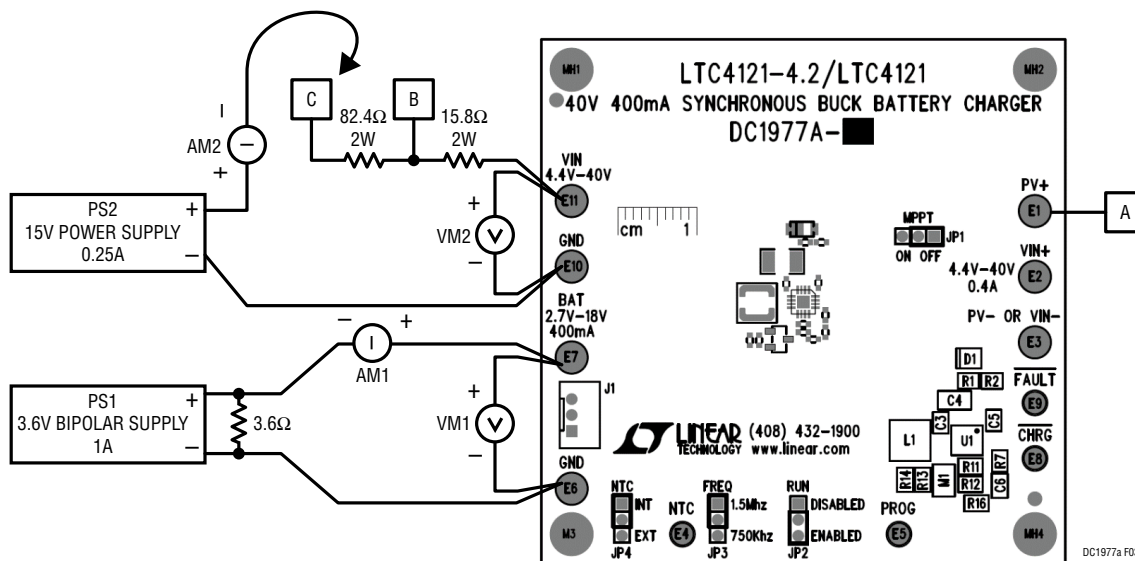 LTC4121-4.2/LTC4121
40V 400mA SYNCHRONOUS BUCK BATTERY CHARGER
DC1977A-
MH1
MH2
C
B
82.4Ω
2W
15.8Ω
2W
I
AM2
−
+
PS2
15V POWER SUPPLY
0.25A
+
−
VIN
4.4V-40V
E11
+
VM2
V
−
GND
E10
cm 1
MPPT
JP1
ON OFF
PV+
E1
A
VIN+
4.4V-40V
0.4A
E2
PV- OR VIN-
E3
BAT
2.7V-18V
400mA
E7
− +
I
AM1
PS1
3.6V BIPOLAR SUPPLY
1A
+
−
3.6Ω
+
VM1
V
−
J1
GND
E6
LINEAR
TECHNOLOGY
(408) 432-1900
www.linear.com
D1
R1 R2
C4
C3
C5
L1
U1
R14
R13
M1
R11
R12
R16
R7
C6
FAULT
E9
CHRG
E8
M3
NTC
INT
EXT
JP4
NTC
E4
FREQ
1.5Mhz
750Khz
JP3
RUN
DISABLED
ENABLED
JP2
PROG
E5
MH4
DC1977a F03